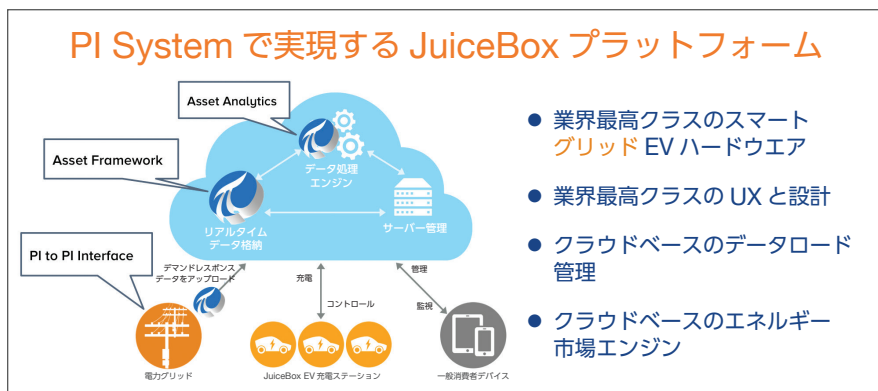 PI System で実現する JuiceBox プラットフォーム
Asset Analytics
Asset Framework
データ処理
エンジン
リアルタイム
データ格納
サーバー管理
PI to PI Interface
デマンドレスポンス
データをアップロード
充電
コントロール
管理
監視
電力グリッド
JuiceBox EV 充電ステーション
一般消費者デバイス
● 業界最高クラスのスマート
グリッド EV ハードウエア
● 業界最高クラスの UX と設計
● クラウドベースのデータロード
管理
● クラウドベースのエネルギー
市場エンジン